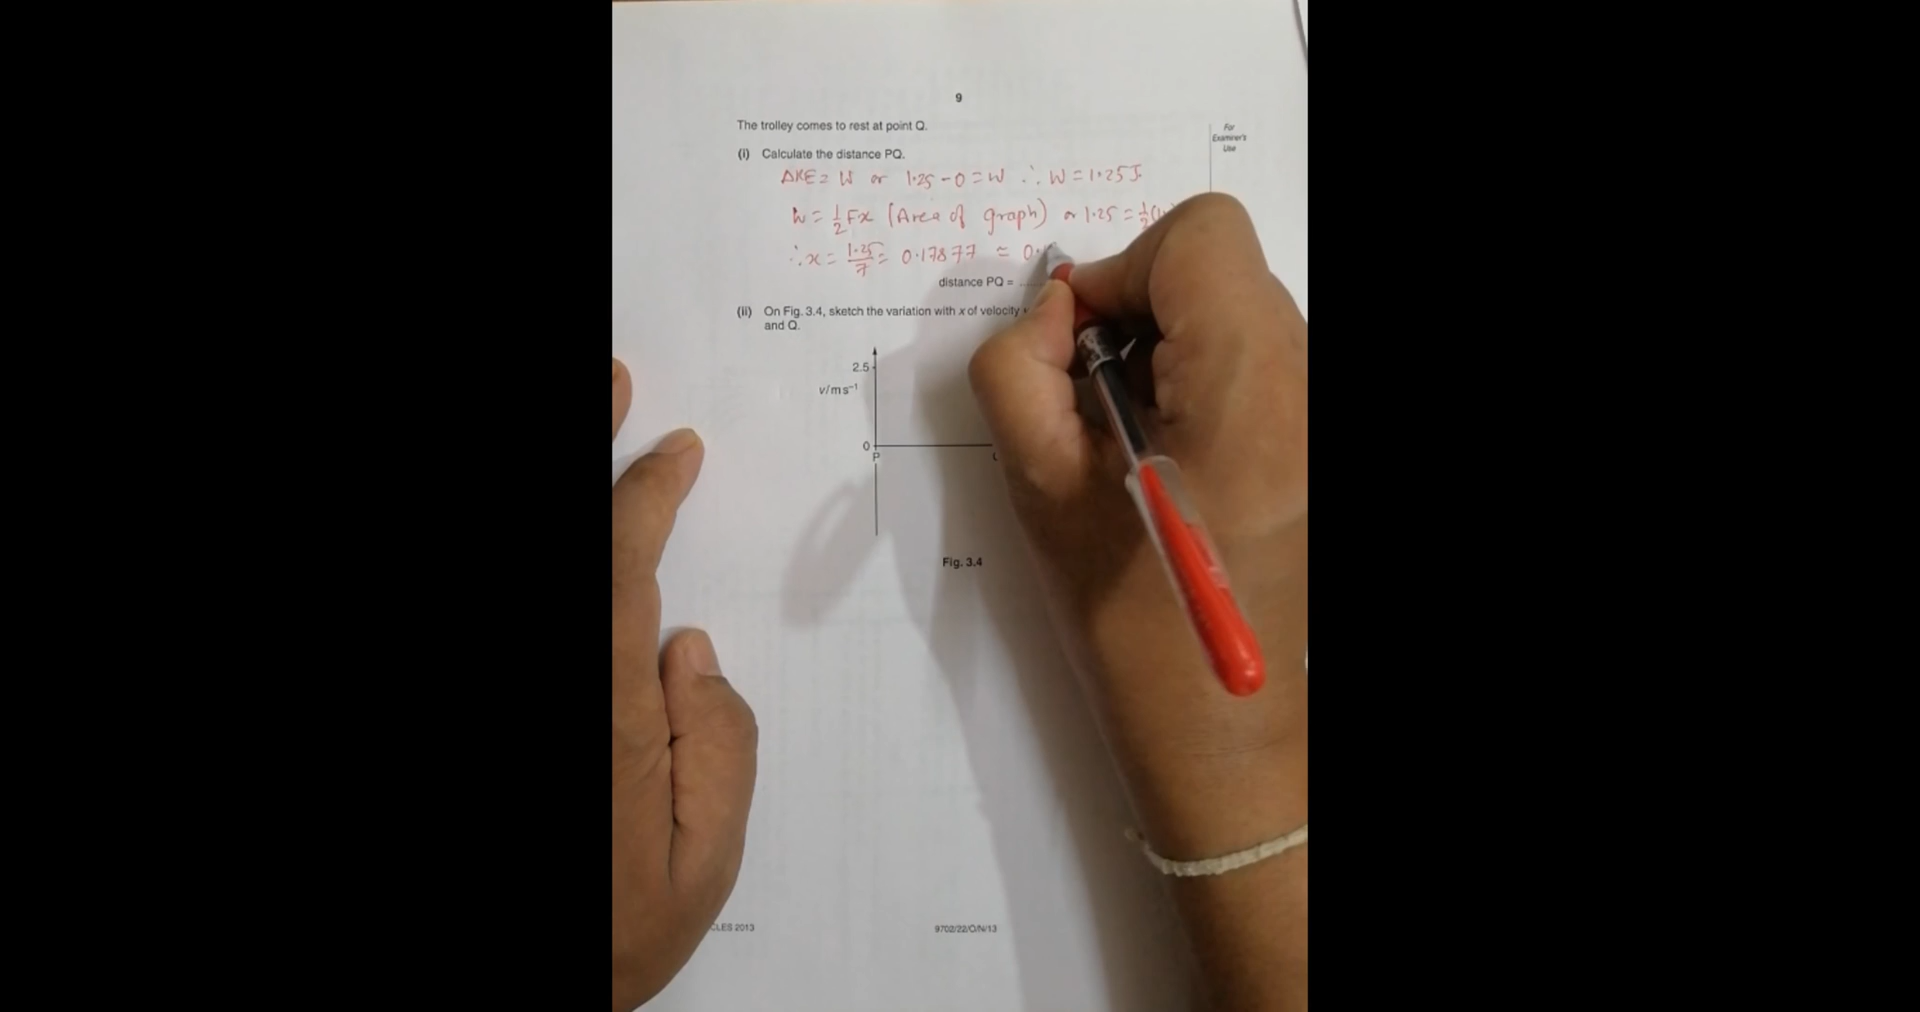 9
The trolley comes to rest at point Q.
For
Examiner's
Use
(i) Calculate the distance PQ.
ΔKE = W or 1.25 - 0 = W ∴ W = 1.25 J
W = 1/2 Fx (Area of graph) or 1.25 = 1/2 (
∴ x = 1.25/7 = 0.17877 ≈ 0.
distance PQ = ......
(ii) On Fig. 3.4, sketch the variation with x of velocity
and Q.
2.5
v/m s⁻¹
0
P
Fig. 3.4
CLES 2013
9702/22/O/N/13